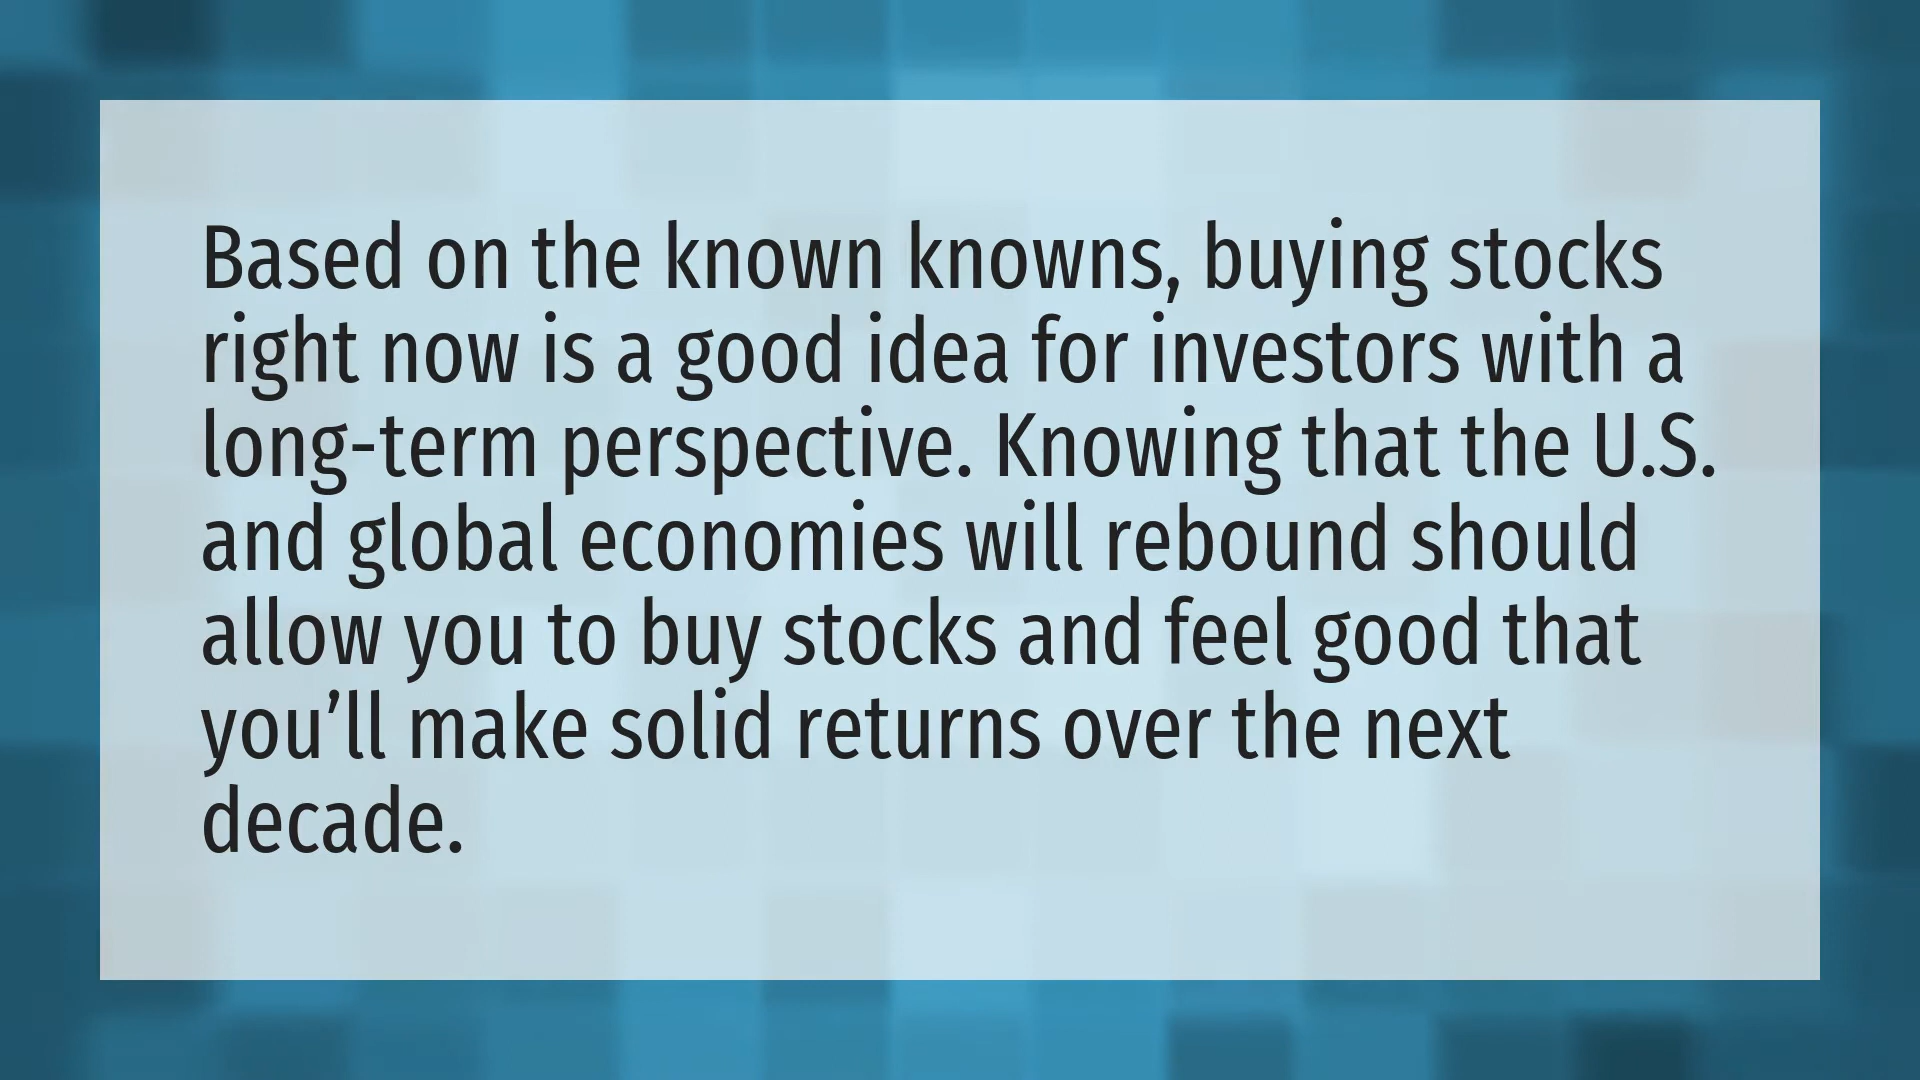 Based on the known knowns, buying stocks
right now is a good idea for investors with a
long-term perspective. Knowing that the U.S.
and global economies will rebound should
allow you to buy stocks and feel good that
you’ll make solid returns over the next
decade.